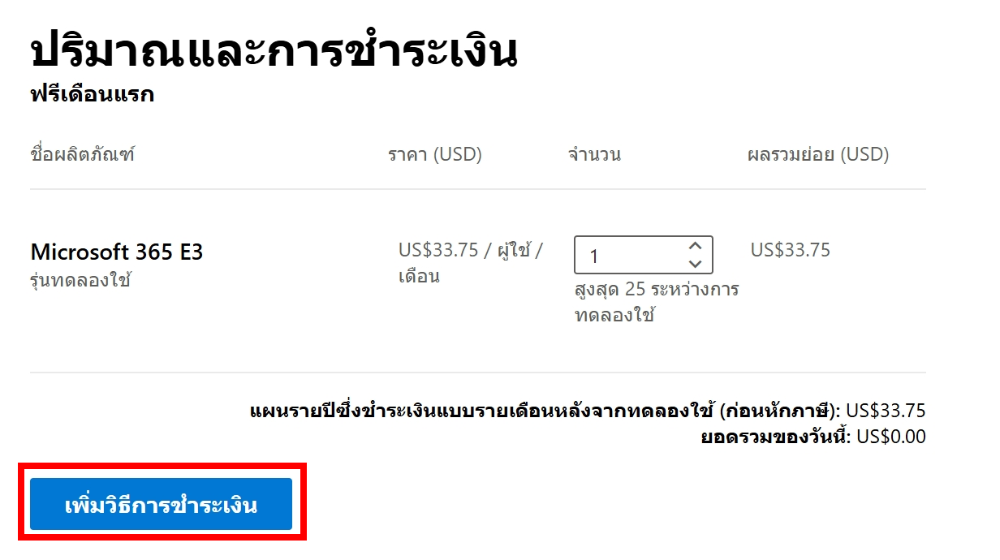 ปริมาณและการชำระเงิน
ฟรีเดือนแรก
ชื่อผลิตภัณฑ์ ราคา (USD) จำนวน ผลรวมย่อย (USD)
Microsoft 365 E3 US$33.75 / ผู้ใช้ / 1 US$33.75
รุ่นทดลองใช้ เดือน
สูงสุด 25 ระหว่างการ
ทดลองใช้
แผนรายปีซึ่งชำระเงินแบบรายเดือนหลังจากทดลองใช้ (ก่อนหักภาษี): US$33.75
ยอดรวมของวันนี้: US$0.00
เพิ่มวิธีการชำระเงิน